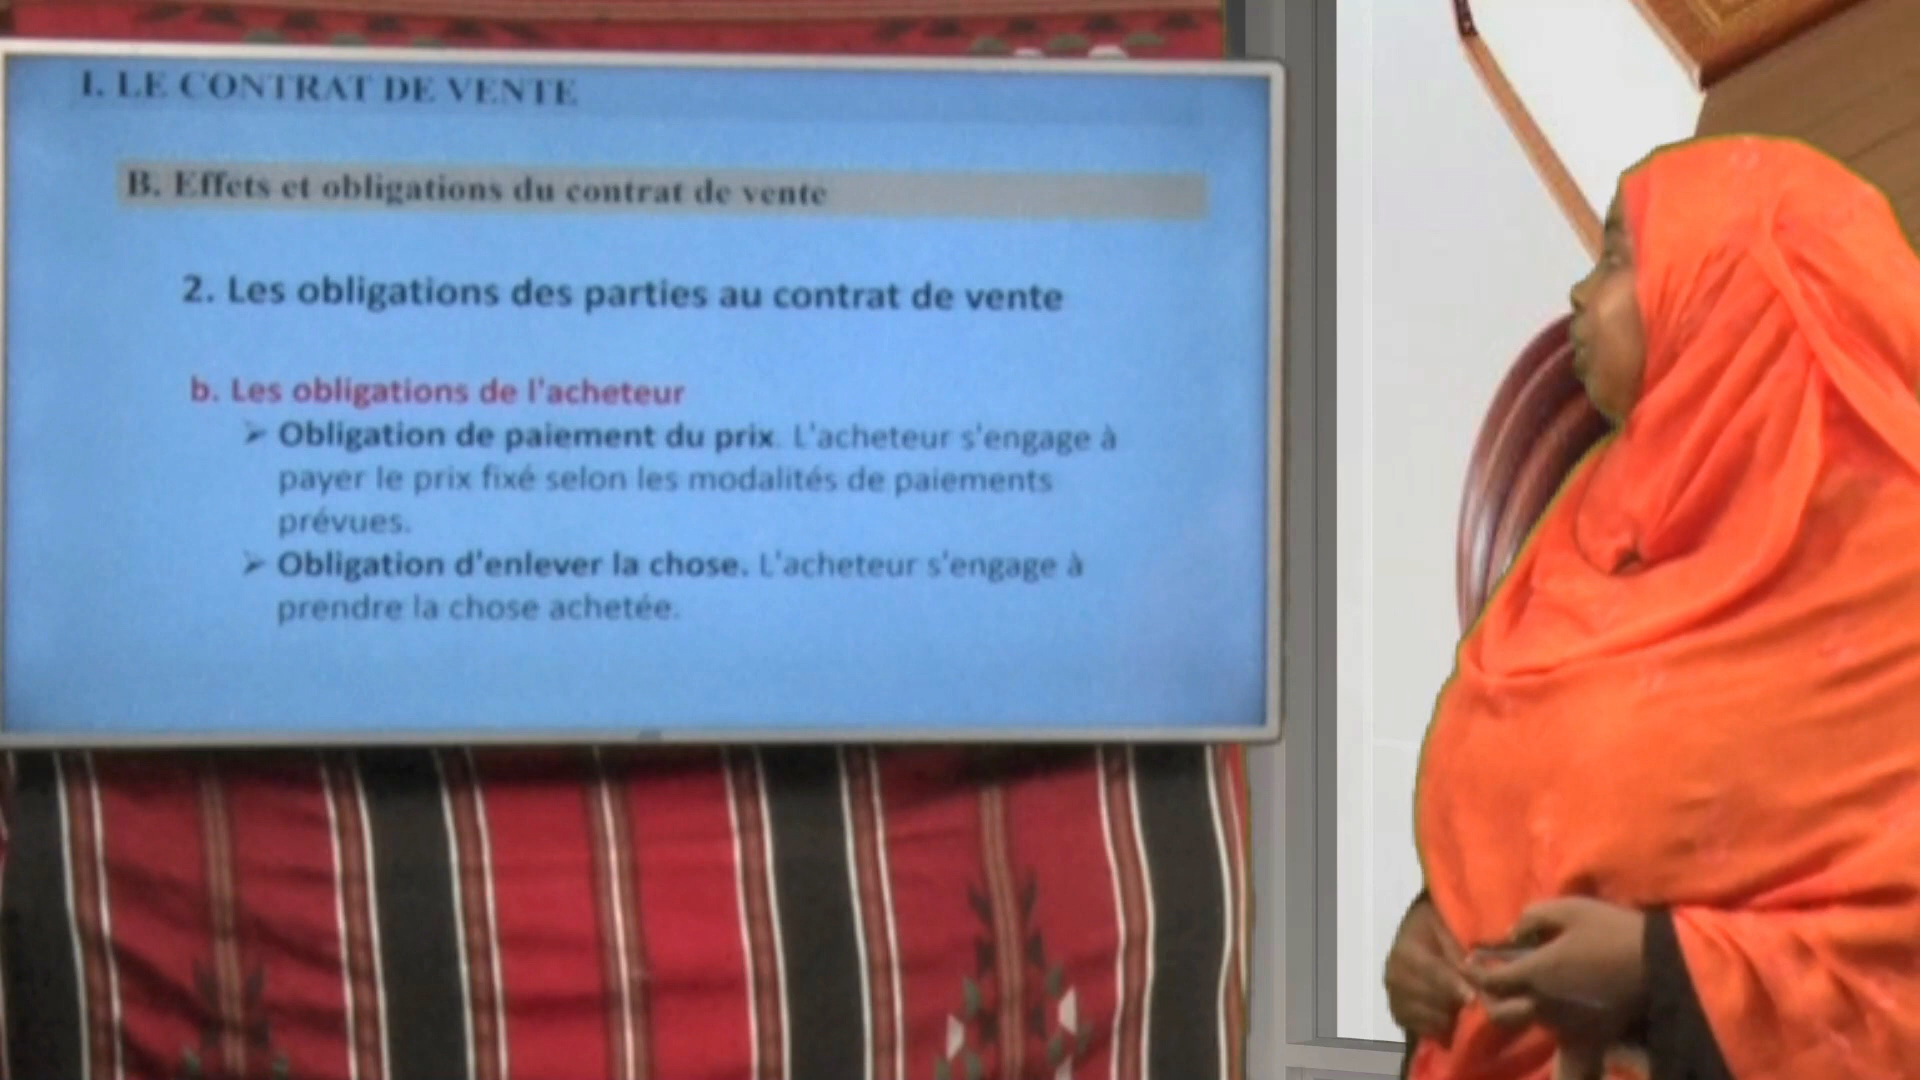 I. LE CONTRAT DE VENTE
B. Effets et obligations du contrat de vente
2. Les obligations des parties au contrat de vente
b. Les obligations de l'acheteur
➢ Obligation de paiement du prix. L'acheteur s'engage à
payer le prix fixé selon les modalités de paiements
prévues.
➢ Obligation d'enlever la chose. L'acheteur s'engage à
prendre la chose achetée.